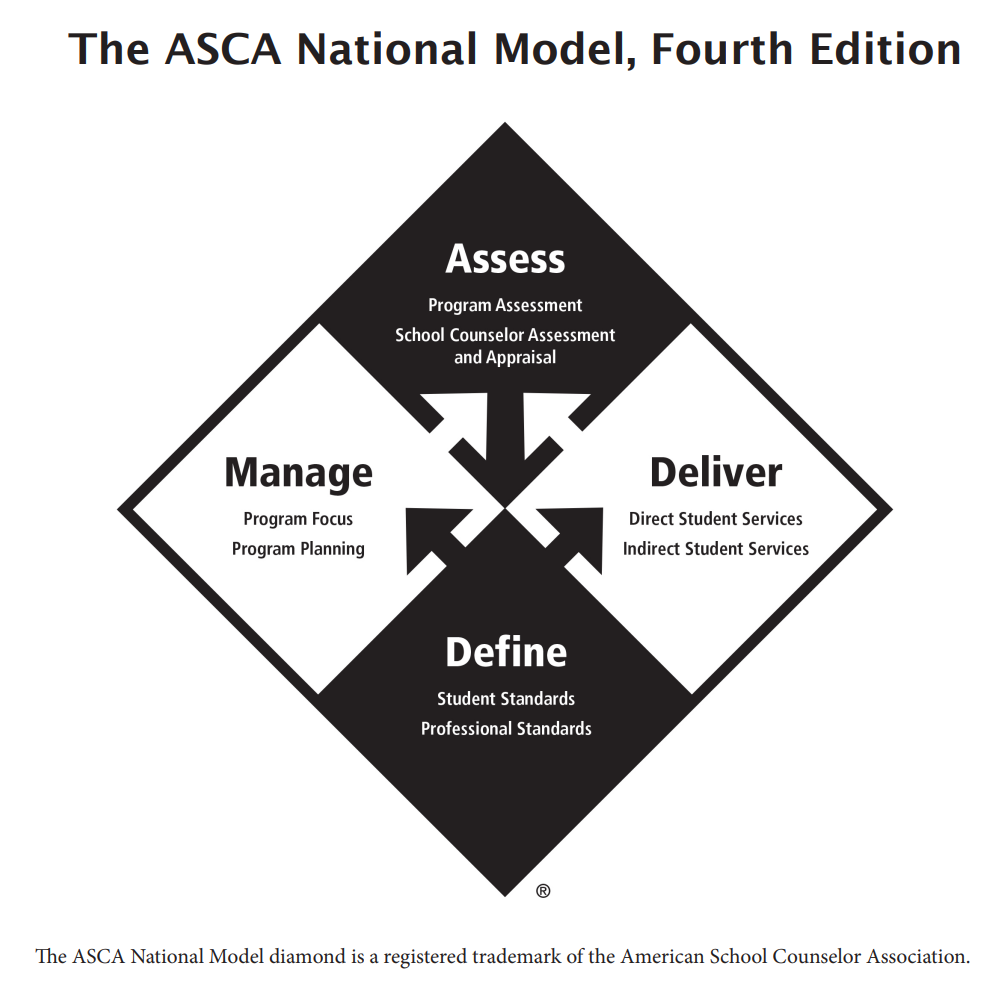 The ASCA National Model, Fourth Edition
Assess
Program Assessment
School Counselor Assessment
and Appraisal
Manage
Program Focus
Program Planning
Deliver
Direct Student Services
Indirect Student Services
Define
Student Standards
Professional Standards
®
The ASCA National Model diamond is a registered trademark of the American School Counselor Association.